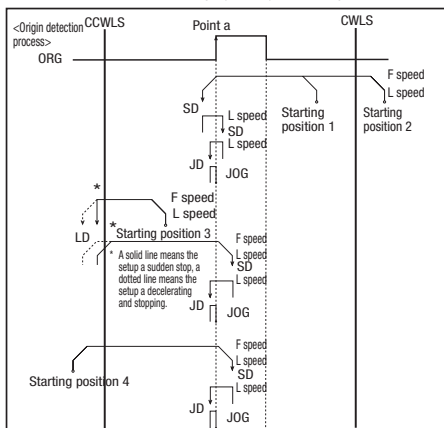 <Origin detection process>
CCWLS
Point a
CWLS
ORG
F speed
L speed
SD
Starting position 1
Starting position 2
L speed
SD
L speed
JD
JOG
*
F speed
L speed
LD
*
Starting position 3
F speed
* A solid line means the
setup a sudden stop, a
dotted line means the
setup a decelerating
and stopping.
L speed
SD
L speed
JD
JOG
F speed
L speed
Starting position 4
SD
L speed
JD
JOG